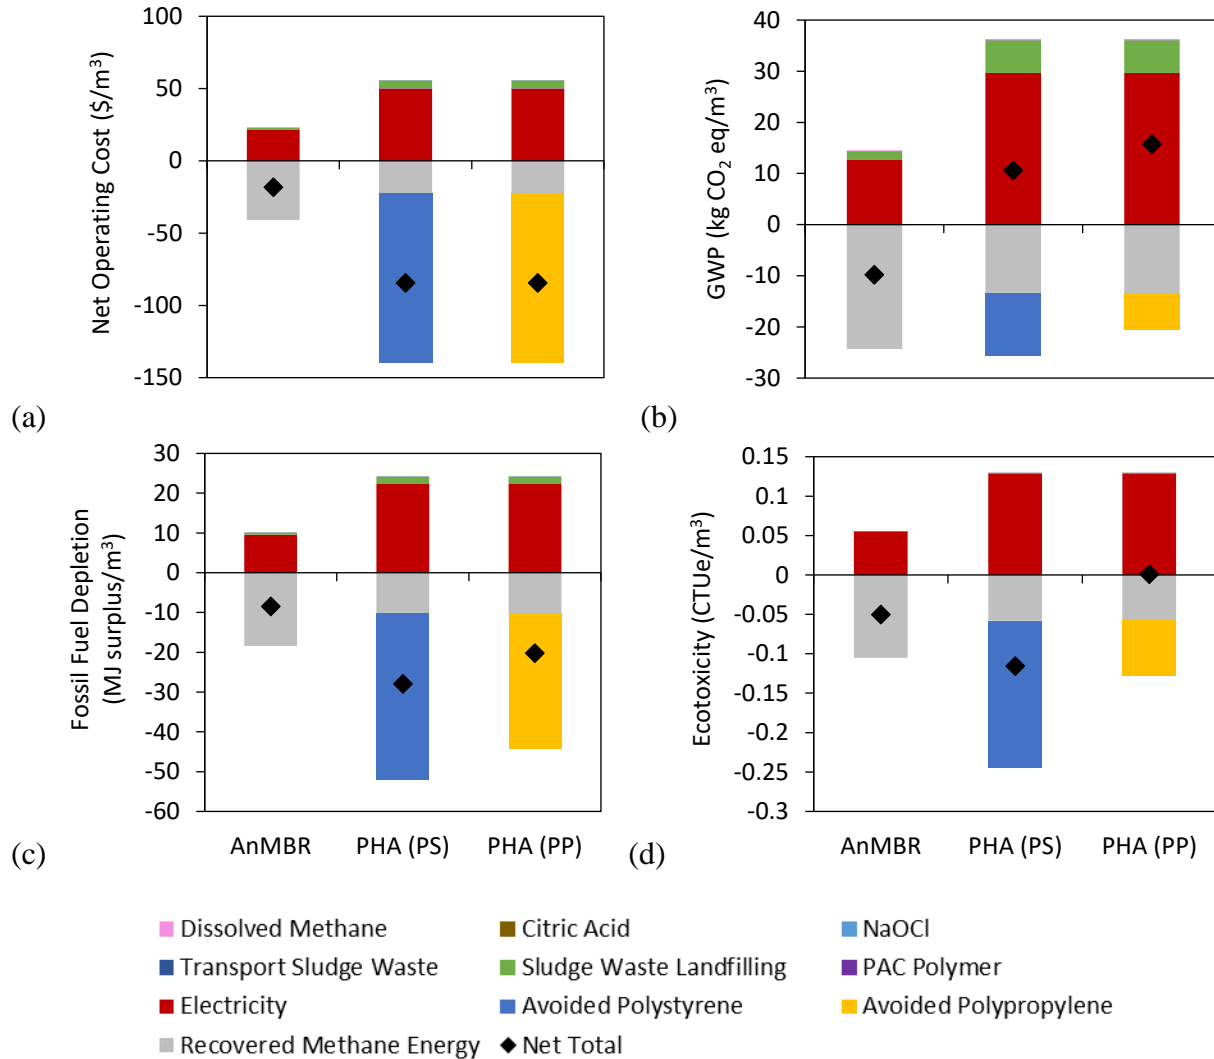 100
50
0
-50
-100
-150
Net Operating Cost ($/m³)
(a)
40
30
20
10
0
-10
-20
-30
GWP (kg CO₂ eq/m³)
(b)
30
20
10
0
-10
-20
-30
-40
-50
-60
Fossil Fuel Depletion
(MJ surplus/m³)
AnMBR PHA (PS) PHA (PP)
(c)
0.15
0.1
0.05
0
-0.05
-0.1
-0.15
-0.2
-0.25
-0.3
Ecotoxicity (CTUe/m³)
AnMBR PHA (PS) PHA (PP)
(d)
Dissolved Methane Citric Acid NaOCl
Transport Sludge Waste Sludge Waste Landfilling PAC Polymer
Electricity Avoided Polystyrene Avoided Polypropylene
Recovered Methane Energy Net Total